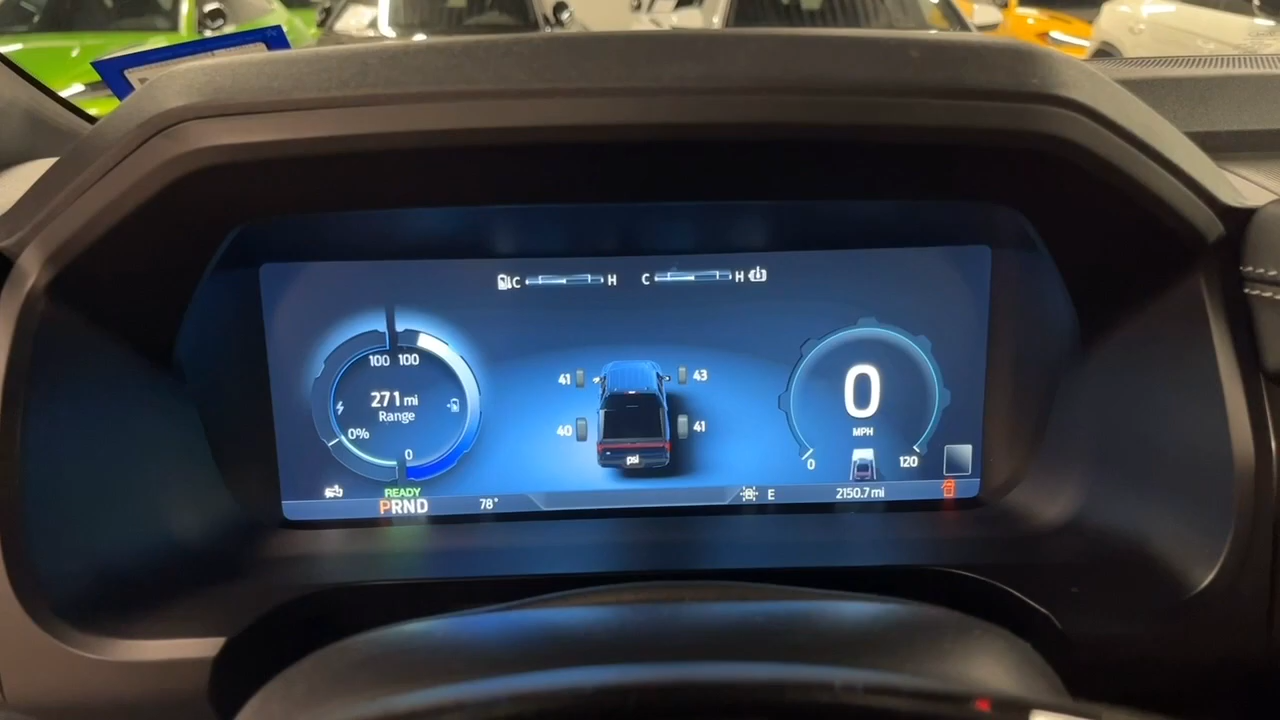 C H C H
100 100
271 mi
Range
0%
0
41 43
40 41
psi
0
MPH
0 120
READY
PRND
78°
E
2150.7 mi